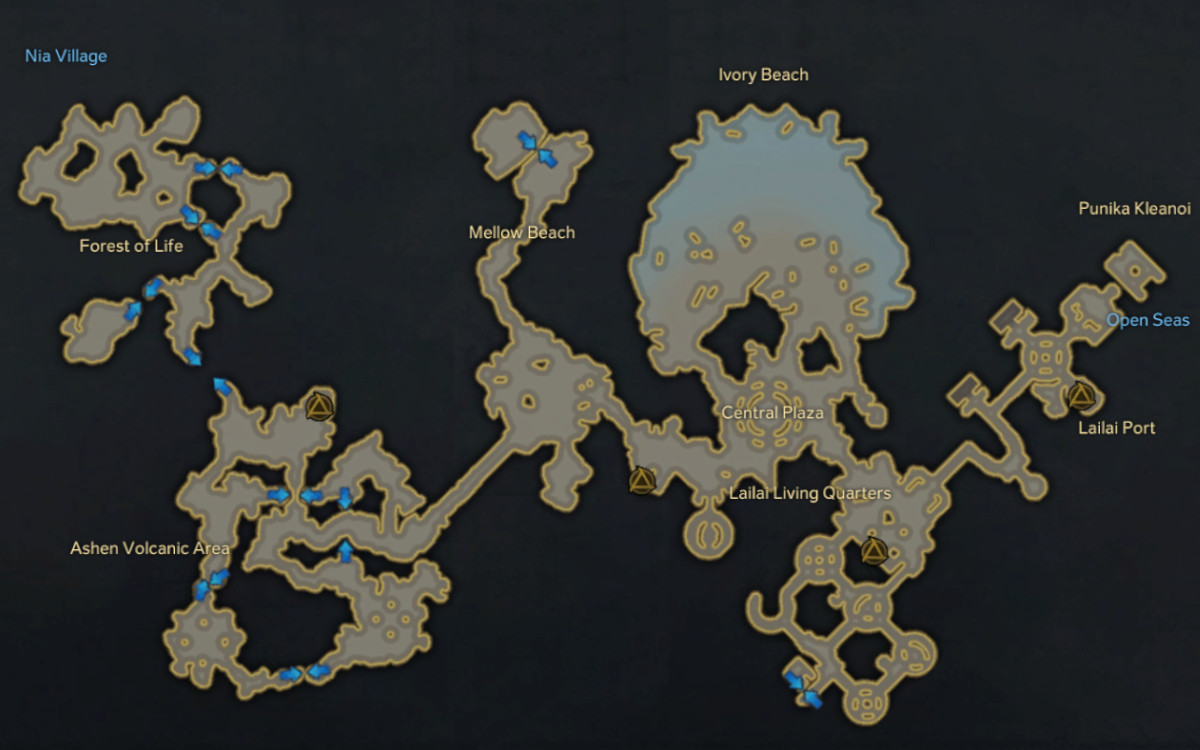 Nia Village
Ivory Beach
Punika Kleanoi
Mellow Beach
Forest of Life
Open Seas
Central Plaza
Lailai Port
Lailai Living Quarters
Ashen Volcanic Area